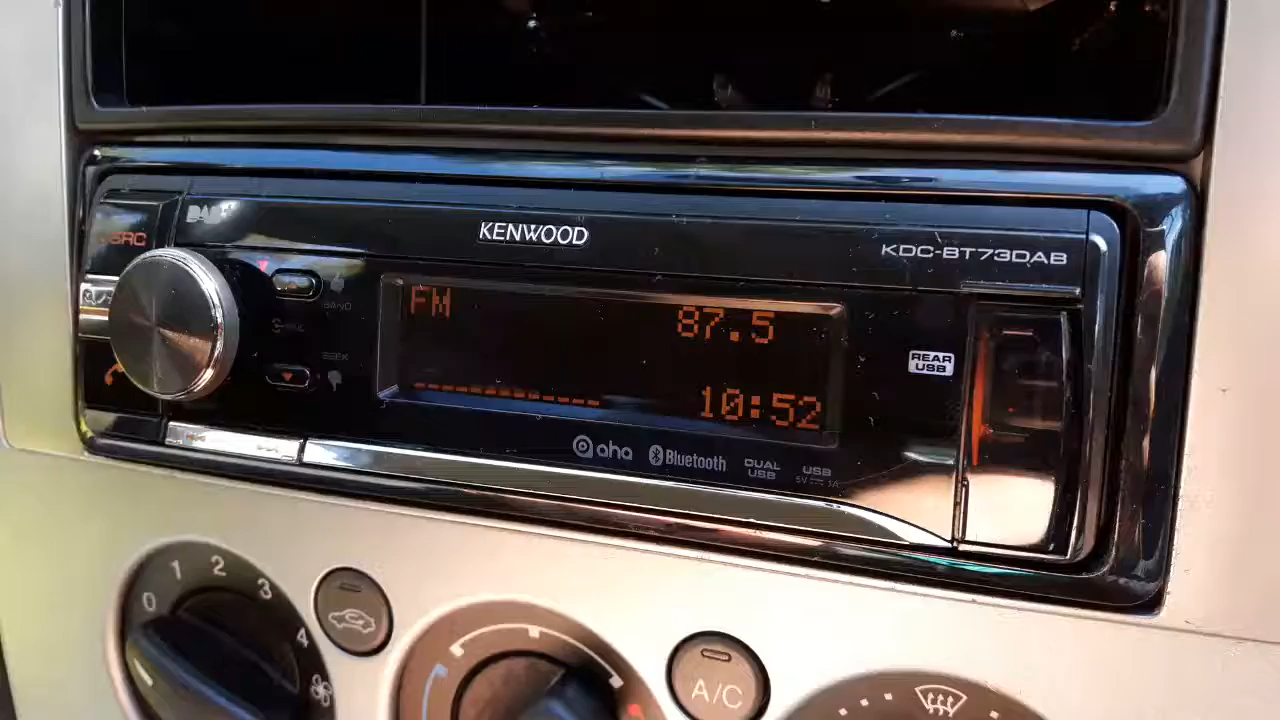 DAB+
SRC
KENWOOD
KDC-BT73DAB
BAND
FM
87.5
SEEK
REAR
USB
10:52
aha
Bluetooth
DUAL
USB
USB
5V 1A
0 1 2 3 4
A/C